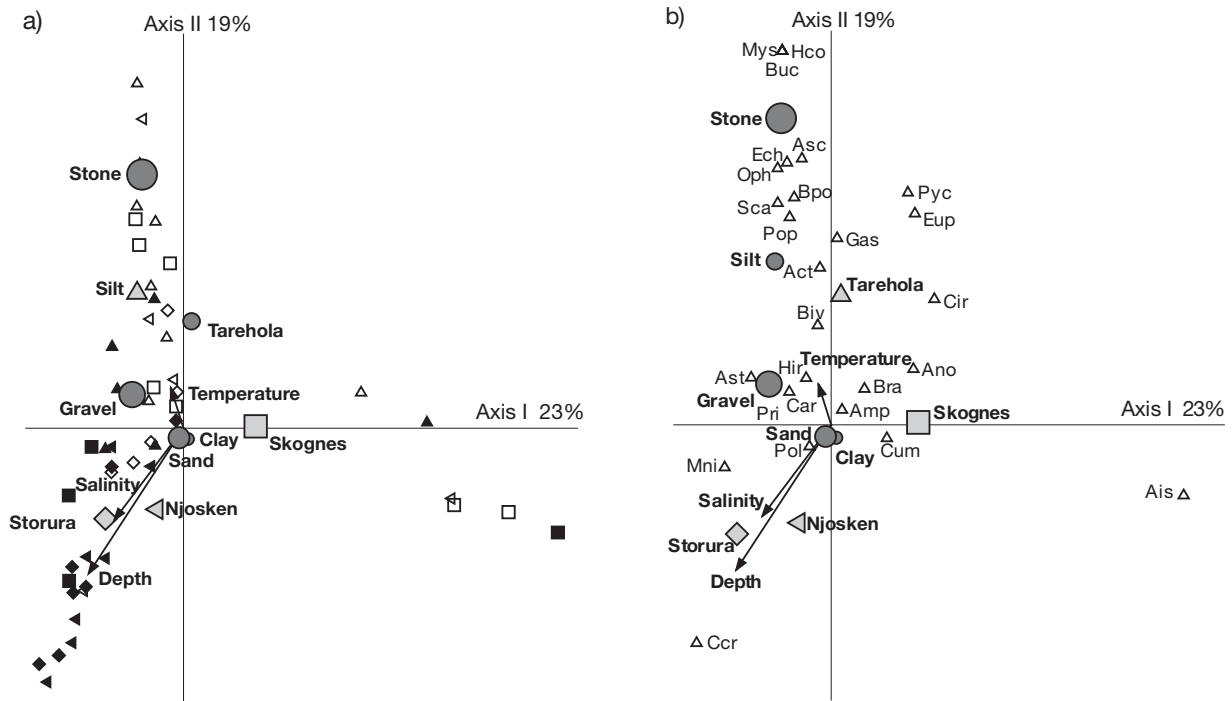 a)
Axis II 19%
Stone
Silt
Tarehola
Temperature
Gravel
Axis I 23%
Clay
Skognes
Sand
Salinity
Njosken
Storura
Depth
b)
Axis II 19%
Mys Hco
Buc
Stone
Asc
Ech
Oph
Bpo Pyc
Sca
Eup
Pop
Gas
Silt
Act
Tarehola
Cir
Biv
Temperature
Hir
Ast Ano
Bra
Gravel
Car
Pri Amp
Axis I 23%
Skognes
Sand
Pol Clay Cum
Mni
Ais
Salinity
Njosken
Storura
Depth
Ccr